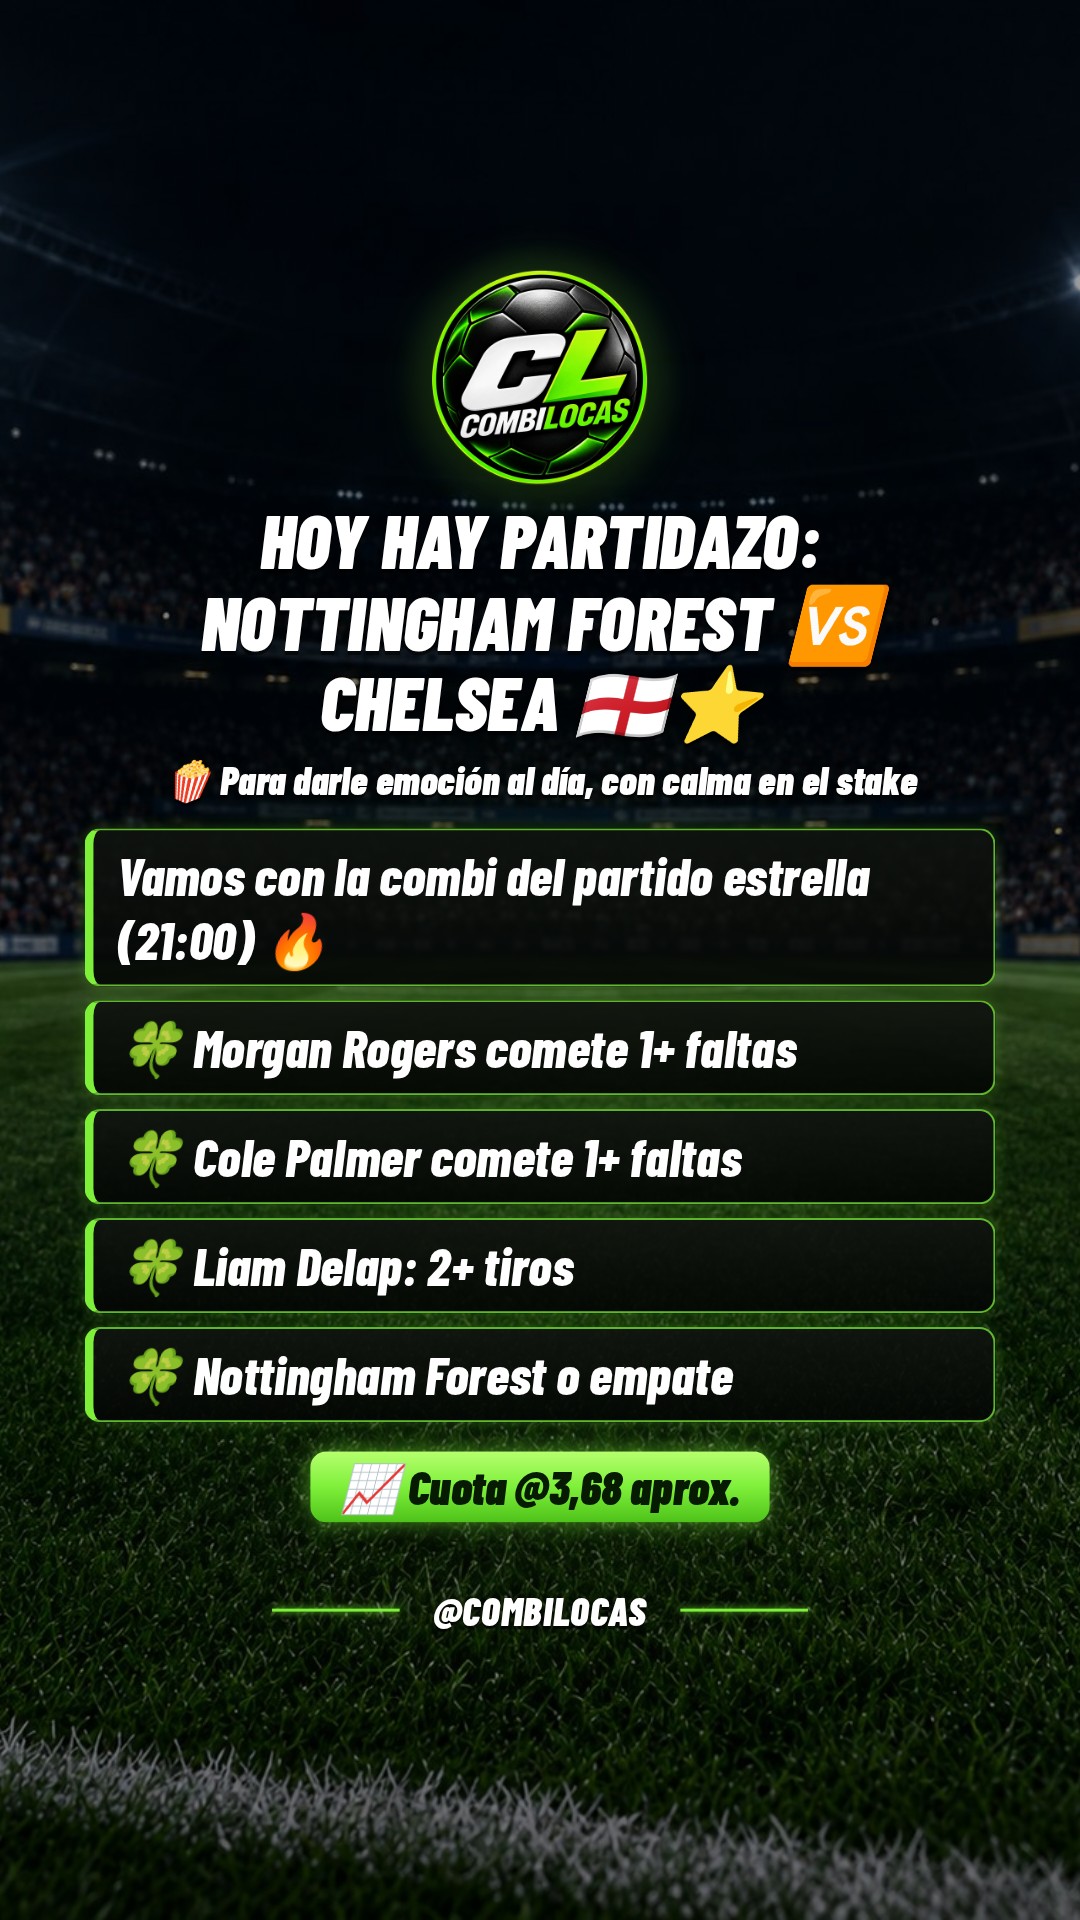 CL
COMBILOCAS
HOY HAY PARTIDAZO:
NOTTINGHAM FOREST 🆚
CHELSEA 🏴󠁧󠁢󠁥󠁮󠁧󠁿⭐
🍿 Para darle emoción al día, con calma en el stake
Vamos con la combi del partido estrella
(21:00) 🔥
🍀 Morgan Rogers comete 1+ faltas
🍀 Cole Palmer comete 1+ faltas
🍀 Liam Delap: 2+ tiros
🍀 Nottingham Forest o empate
📈 Cuota @3,68 aprox.
@COMBILOCAS